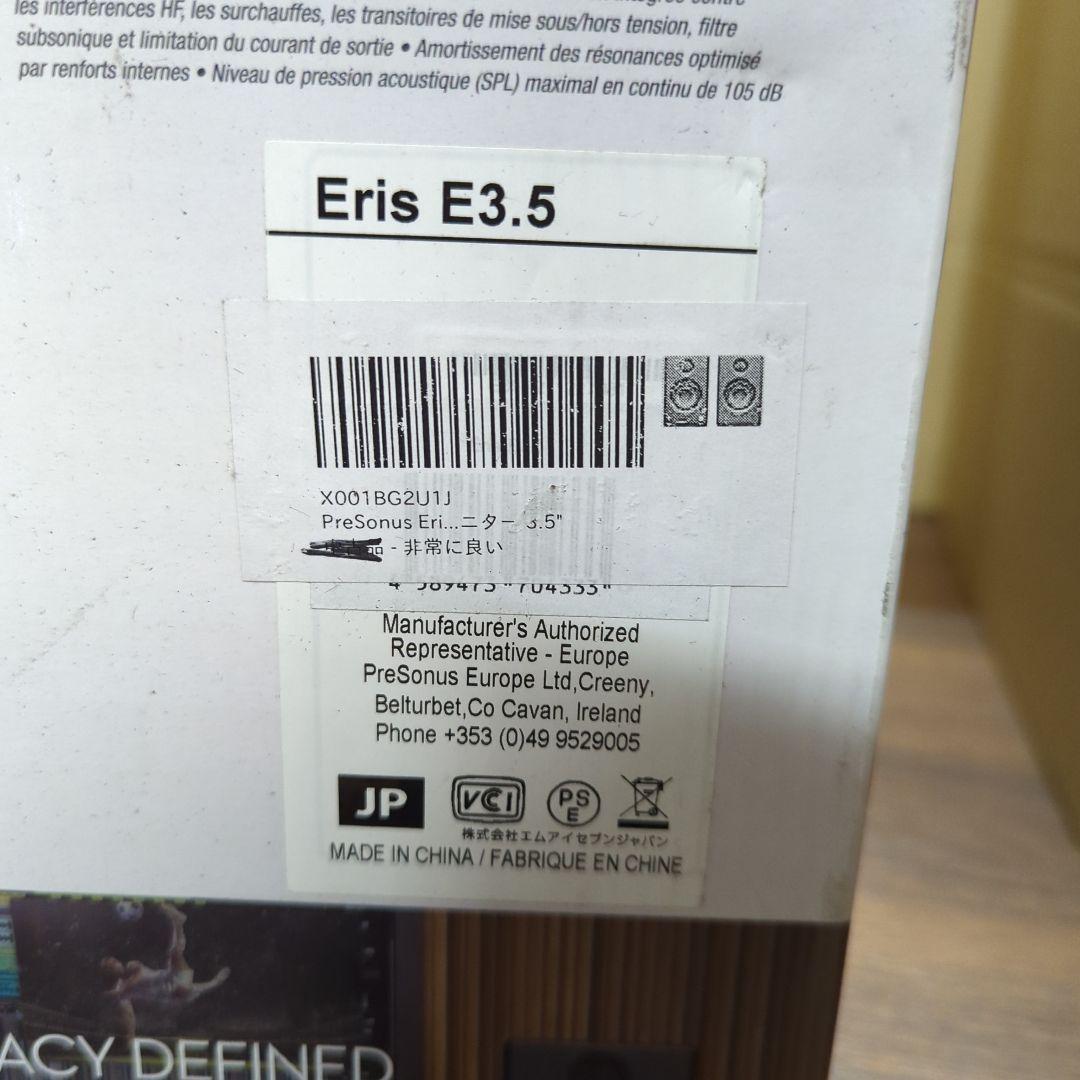 les interférences HF, les surchauffes, les transitoires de mise sous/hors tension, filtre
subsonique et limitation du courant de sortie • Amortissement des résonances optimisé
par renforts internes • Niveau de pression acoustique (SPL) maximal en continu de 105 dB
Eris E3.5
X001BG2U1J
PreSonus Eri...ニター 3.5"
- 非常に良い
Manufacturer's Authorized
Representative - Europe
PreSonus Europe Ltd,Creeny,
Belturbet,Co Cavan, Ireland
Phone +353 (0)49 9529005
JP
VCI
PS
E
株式会社エムアイセブンジャパン
MADE IN CHINA / FABRIQUE EN CHINE
ACY DEFINED